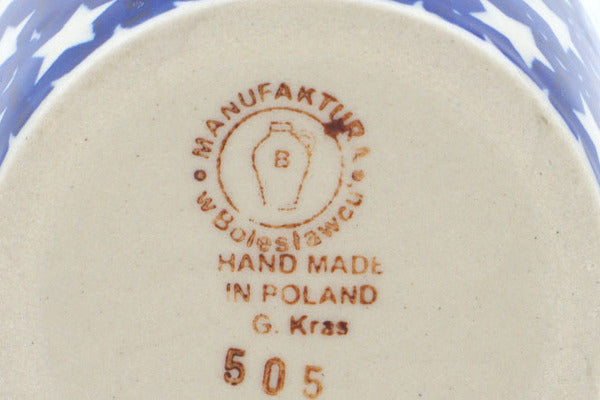 MANUFAKTURA
B
w Bolesławcu
HAND MADE
IN POLAND
G. Kras
505